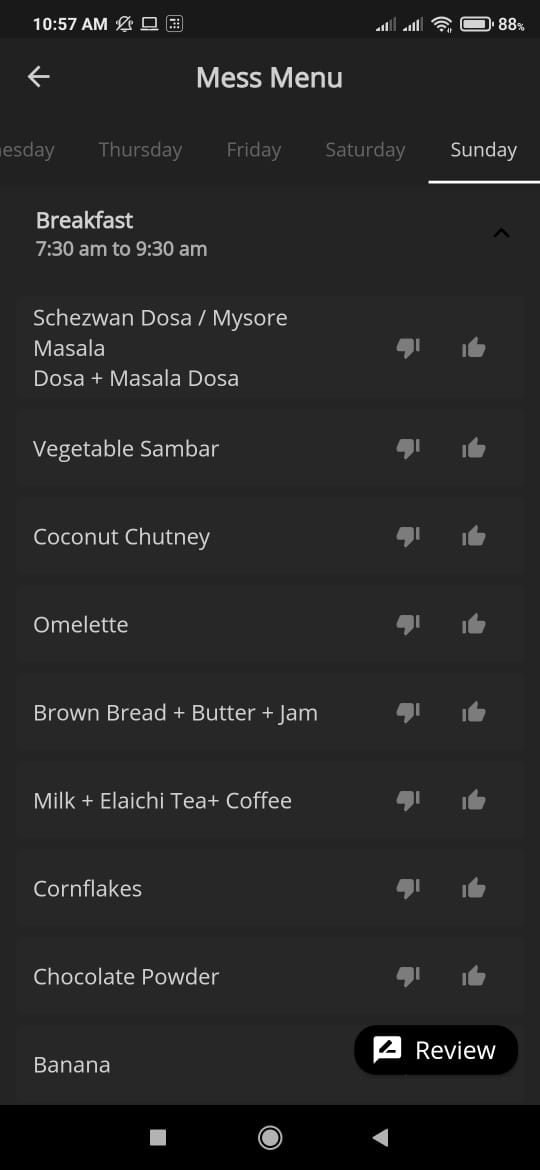 10:57 AM
88%
Mess Menu
esday
Thursday
Friday
Saturday
Sunday
Breakfast
7:30 am to 9:30 am
Schezwan Dosa / Mysore
Masala
Dosa + Masala Dosa
Vegetable Sambar
Coconut Chutney
Omelette
Brown Bread + Butter + Jam
Milk + Elaichi Tea+ Coffee
Cornflakes
Chocolate Powder
Banana
Review